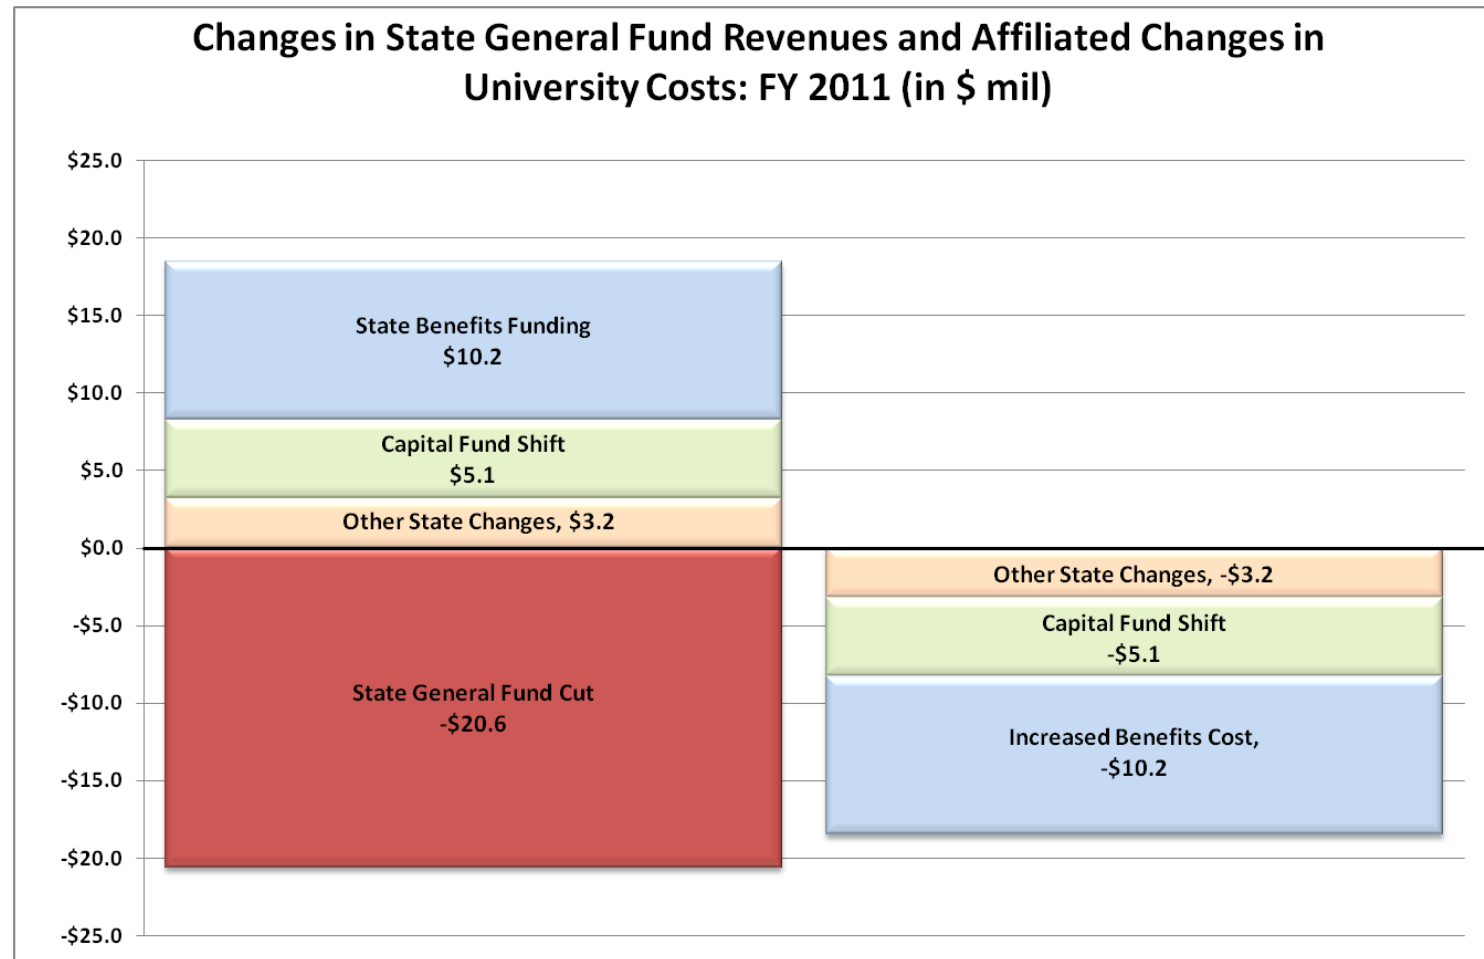 Changes in State General Fund Revenues and Affiliated Changes in
University Costs: FY 2011 (in $ mil)
$25.0
$20.0
$15.0
$10.0
$5.0
$0.0
-$5.0
-$10.0
-$15.0
-$20.0
-$25.0
State Benefits Funding
$10.2
Capital Fund Shift
$5.1
Other State Changes, $3.2
State General Fund Cut
-$20.6
Other State Changes, -$3.2
Capital Fund Shift
-$5.1
Increased Benefits Cost,
-$10.2